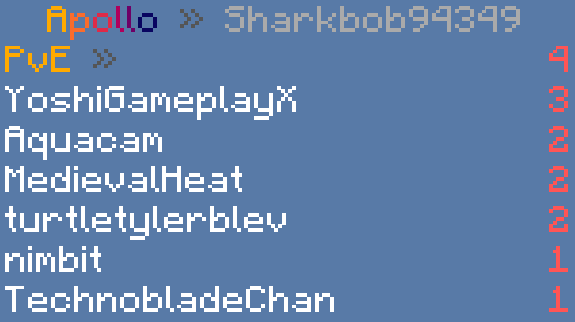 Apollo » Sharkbob94349
PvE » 4
YoshiGameplayX 3
Aquacam 2
MedievalHeat 2
turtletylerblev 2
nimbit 1
TechnobladeChan 1